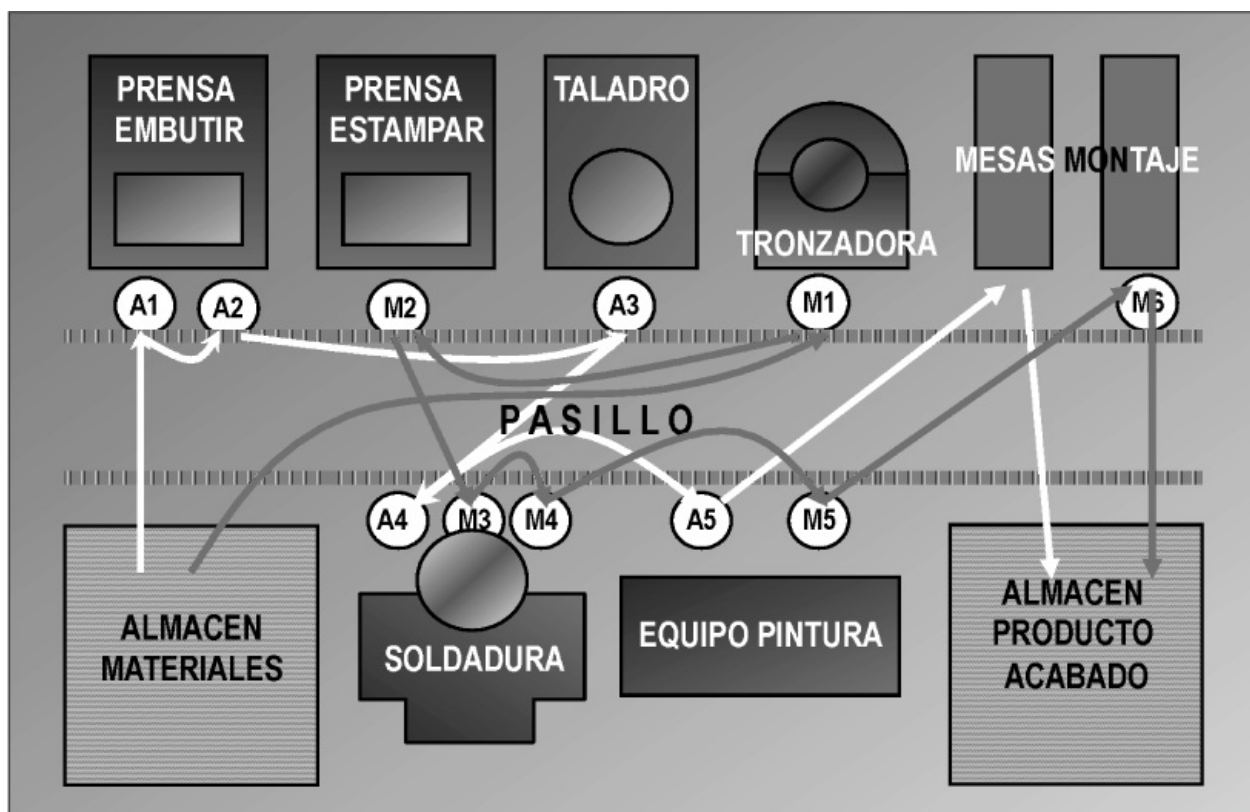 PRENSA
EMBUTIR
PRENSA
ESTAMPAR
TALADRO
TRONZADORA
MESAS MONTAJE
A1
A2
M2
A3
M1
M6
PASILLO
A4
M3
M4
A5
M5
ALMACEN
MATERIALES
SOLDADURA
EQUIPO PINTURA
ALMACEN
PRODUCTO
ACABADO